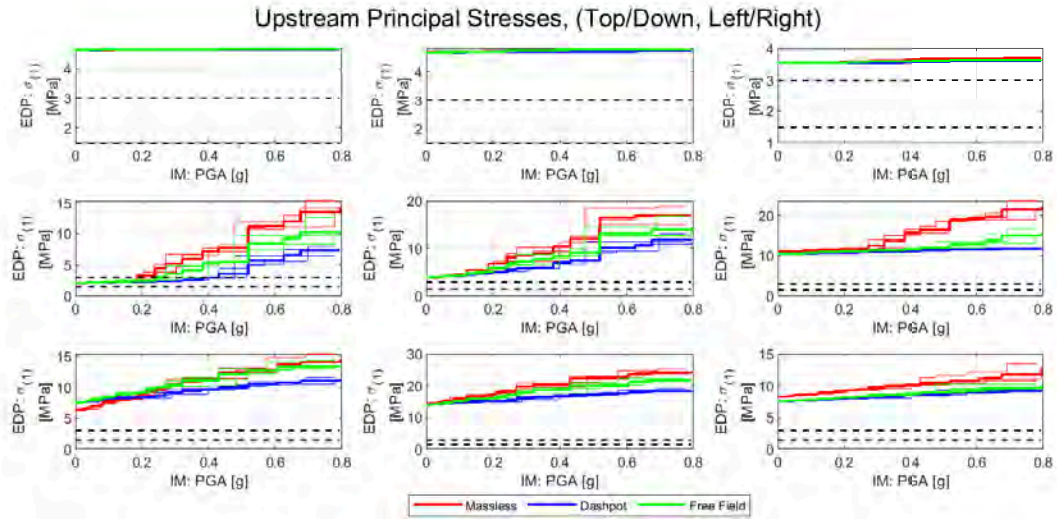 Upstream Principal Stresses, (Top/Down, Left/Right)
EDP: σ(1)
[MPa]
4
3
2
0 0.2 0.4 0.6 0.8
IM: PGA [g]
EDP: σ(1)
[MPa]
4
3
2
0 0.2 0.4 0.6 0.8
IM: PGA [g]
EDP: σ(1)
[MPa]
4
3
2
1
0 0.2 0.4 0.6 0.8
IM: PGA [g]
EDP: σ(1)
[MPa]
15
10
5
0
0 0.2 0.4 0.6 0.8
IM: PGA [g]
EDP: σ(1)
[MPa]
20
10
0
0 0.2 0.4 0.6 0.8
IM: PGA [g]
EDP: σ(1)
[MPa]
20
10
0
0 0.2 0.4 0.6 0.8
IM: PGA [g]
EDP: σ(1)
[MPa]
15
10
5
0
0 0.2 0.4 0.6 0.8
IM: PGA [g]
EDP: σ(1)
[MPa]
30
20
10
0
0 0.2 0.4 0.6 0.8
IM: PGA [g]
EDP: σ(1)
[MPa]
15
10
5
0
0 0.2 0.4 0.6 0.8
IM: PGA [g]
Massless Dashpot Free Field